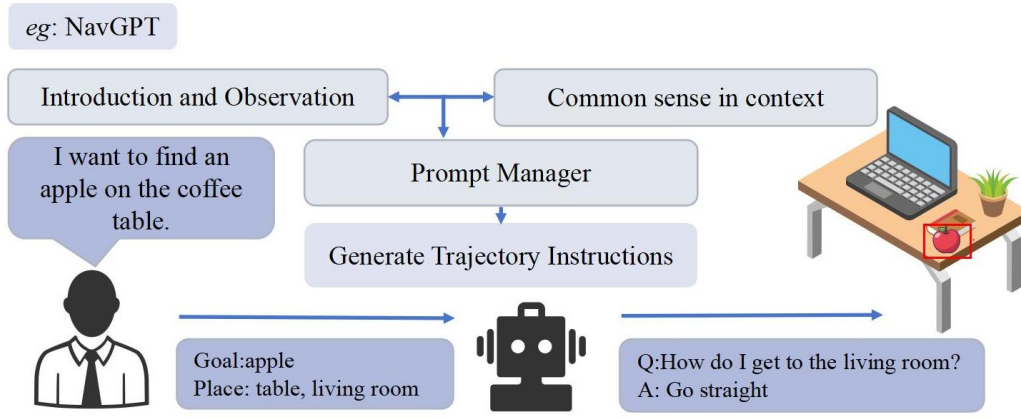 eg: NavGPT
Introduction and Observation
Common sense in context
I want to find an
apple on the coffee
table.
Prompt Manager
Generate Trajectory Instructions
Goal:apple
Place: table, living room
Q:How do I get to the living room?
A: Go straight